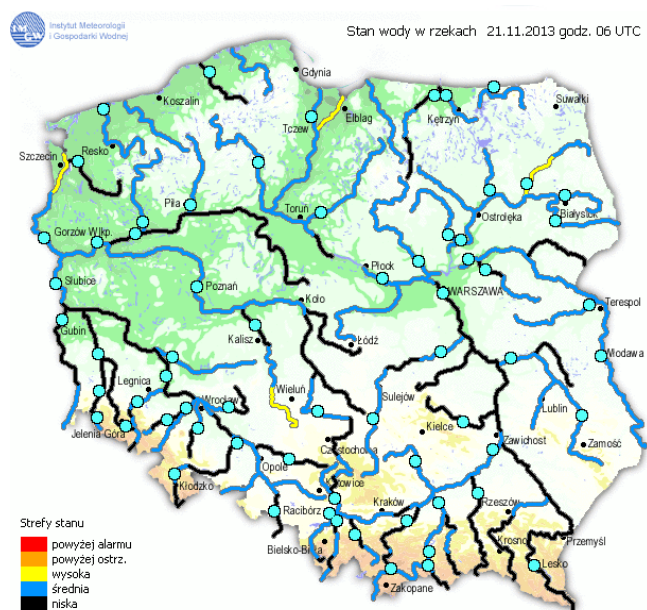 Instytut Meteorologii
i Gospodarki Wodnej
Stan wody w rzekach 21.11.2013 godz. 06 UTC
Gdynia
Koszalin
Suwałki
Elbląg
Kętrzyn
Tczew
Resko
Szczecin
Piła
Toruń
Ostrołęka
Białystok
Gorzów Wlkp.
Płock
Słubice
Poznań
Koło
WARSZAWA
Terespol
Gubin
Kalisz
Łódź
Włodawa
Legnica
Wieluń
Sulejów
Wrocław
Lublin
Jelenia Góra
Kielce
Częstochowa
Zawichost
Zamość
Opole
Kłodzko
Katowice
Racibórz
Kraków
Rzeszów
Bielsko-Biała
Krosno
Przemyśl
Lesko
Zakopane
Strefy stanu
powyżej alarmu
powyżej ostrz.
wysoka
średnia
niska